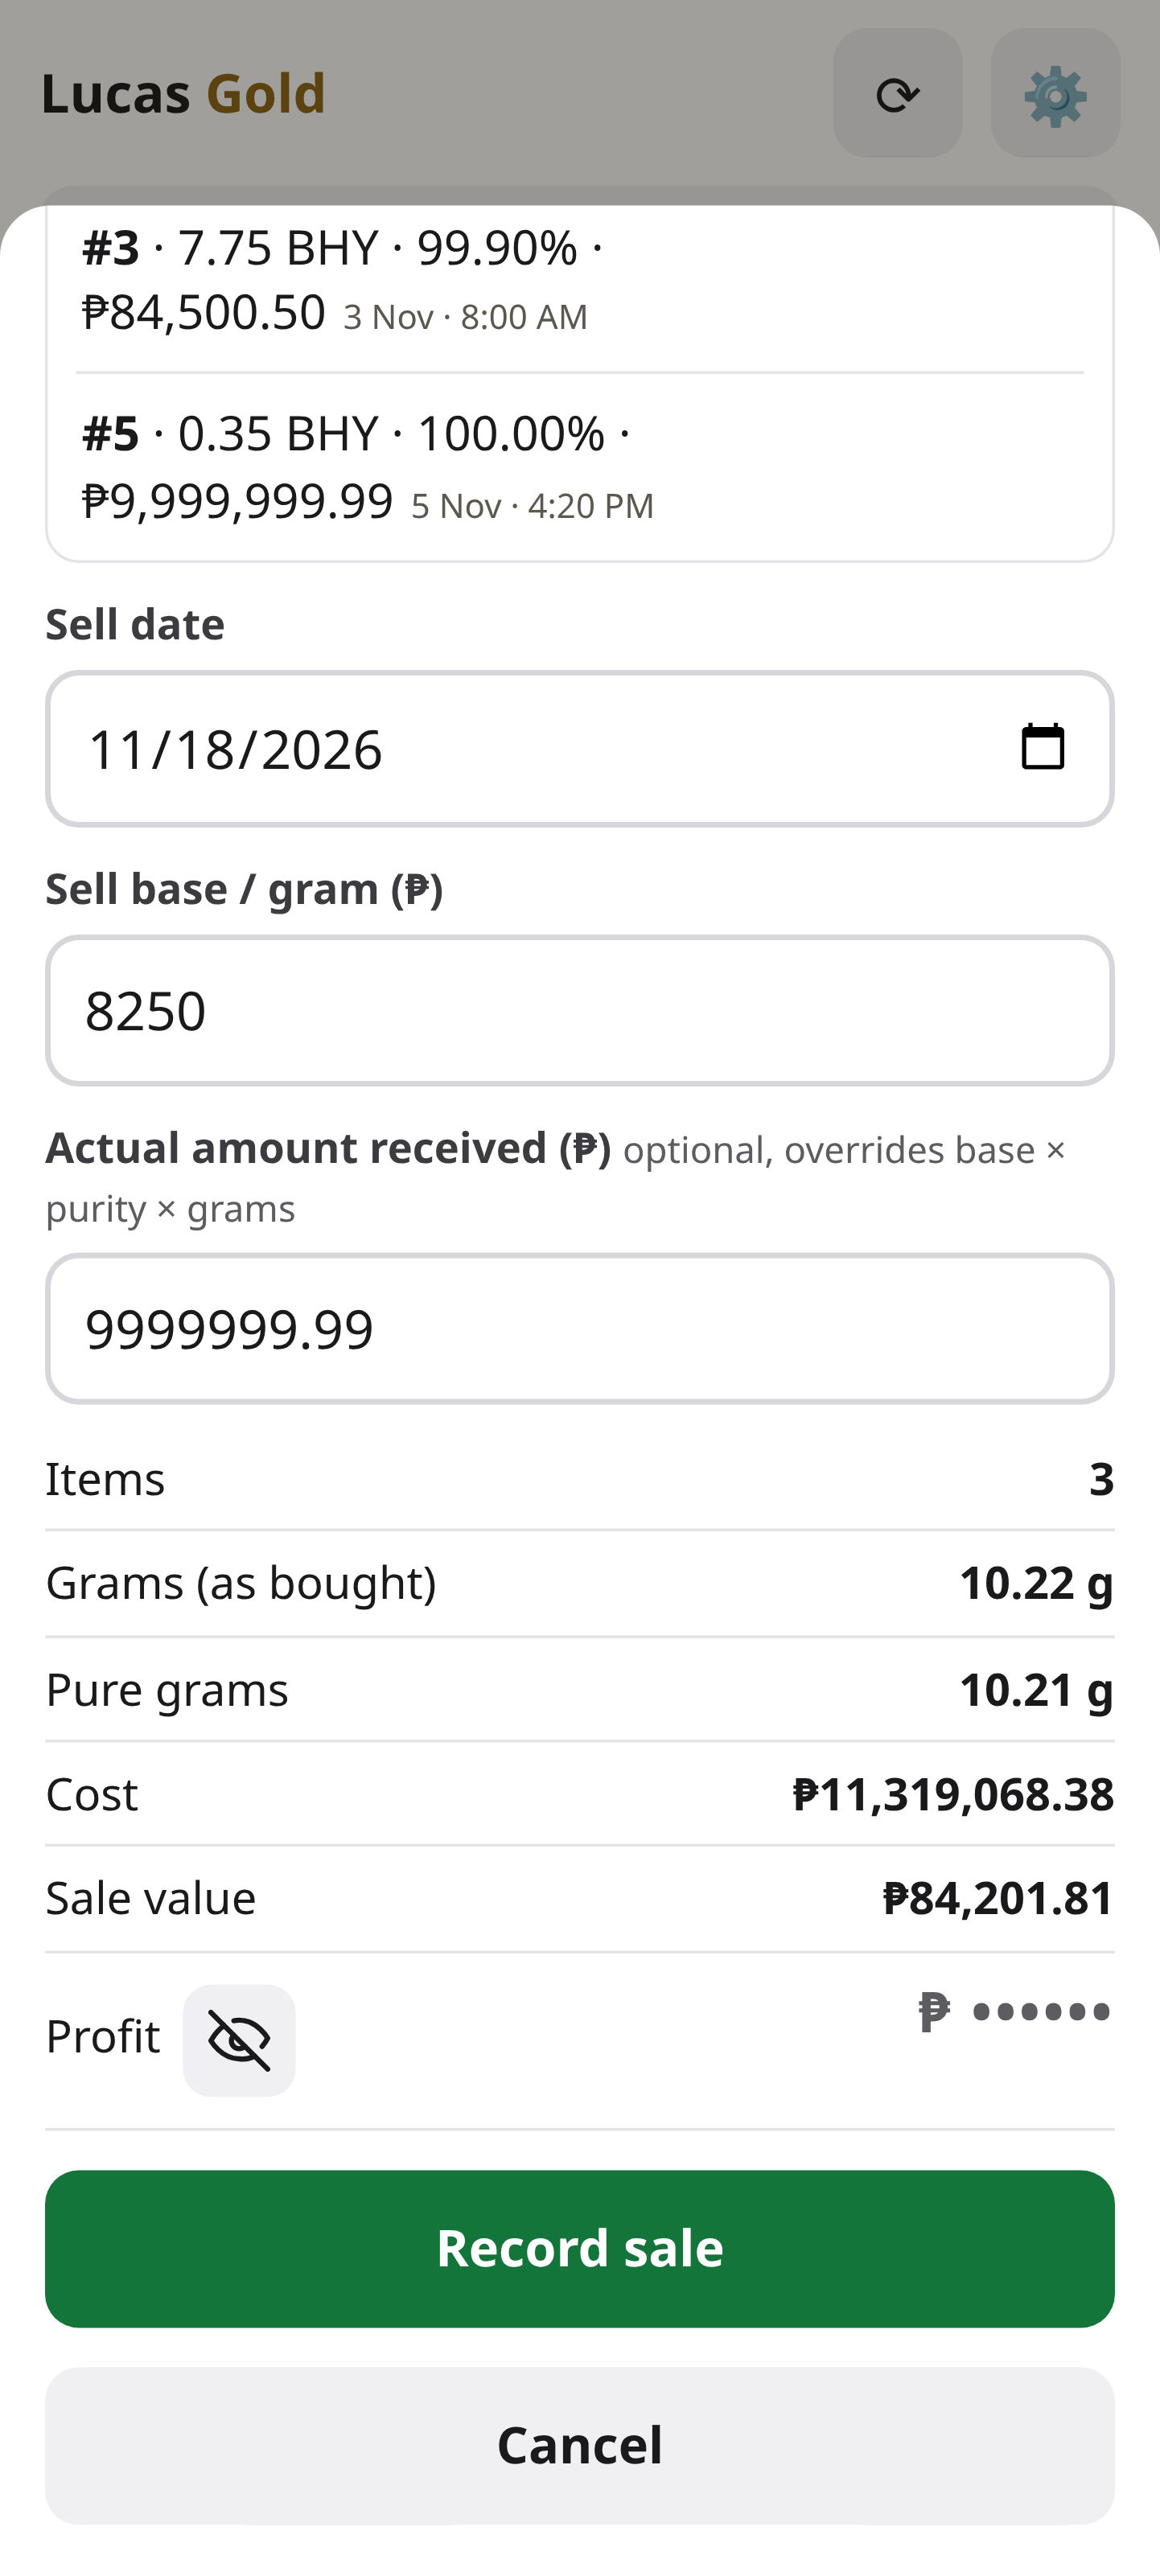 Lucas Gold
#3 · 7.75 BHY · 99.90% ·
₱84,500.50 3 Nov · 8:00 AM
#5 · 0.35 BHY · 100.00% ·
₱9,999,999.99 5 Nov · 4:20 PM
Sell date
11/18/2026
Sell base / gram (₱)
8250
Actual amount received (₱) optional, overrides base ×
purity × grams
9999999.99
Items 3
Grams (as bought) 10.22 g
Pure grams 10.21 g
Cost ₱11,319,068.38
Sale value ₱84,201.81
Profit ₱ ••••••
Record sale
Cancel